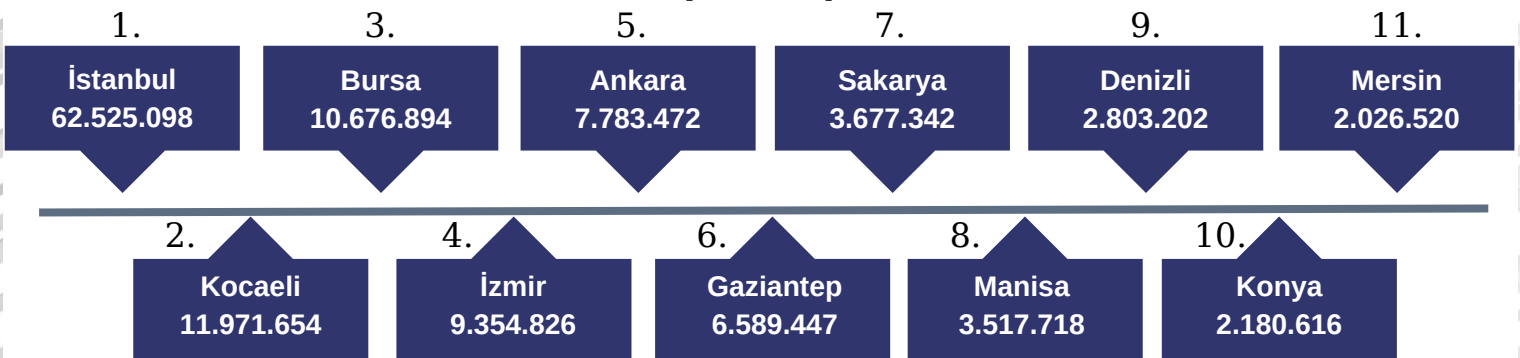 1.
İstanbul
62.525.098
2.
Kocaeli
11.971.654
3.
Bursa
10.676.894
4.
İzmir
9.354.826
5.
Ankara
7.783.472
6.
Gaziantep
6.589.447
7.
Sakarya
3.677.342
8.
Manisa
3.517.718
9.
Denizli
2.803.202
10.
Konya
2.180.616
11.
Mersin
2.026.520